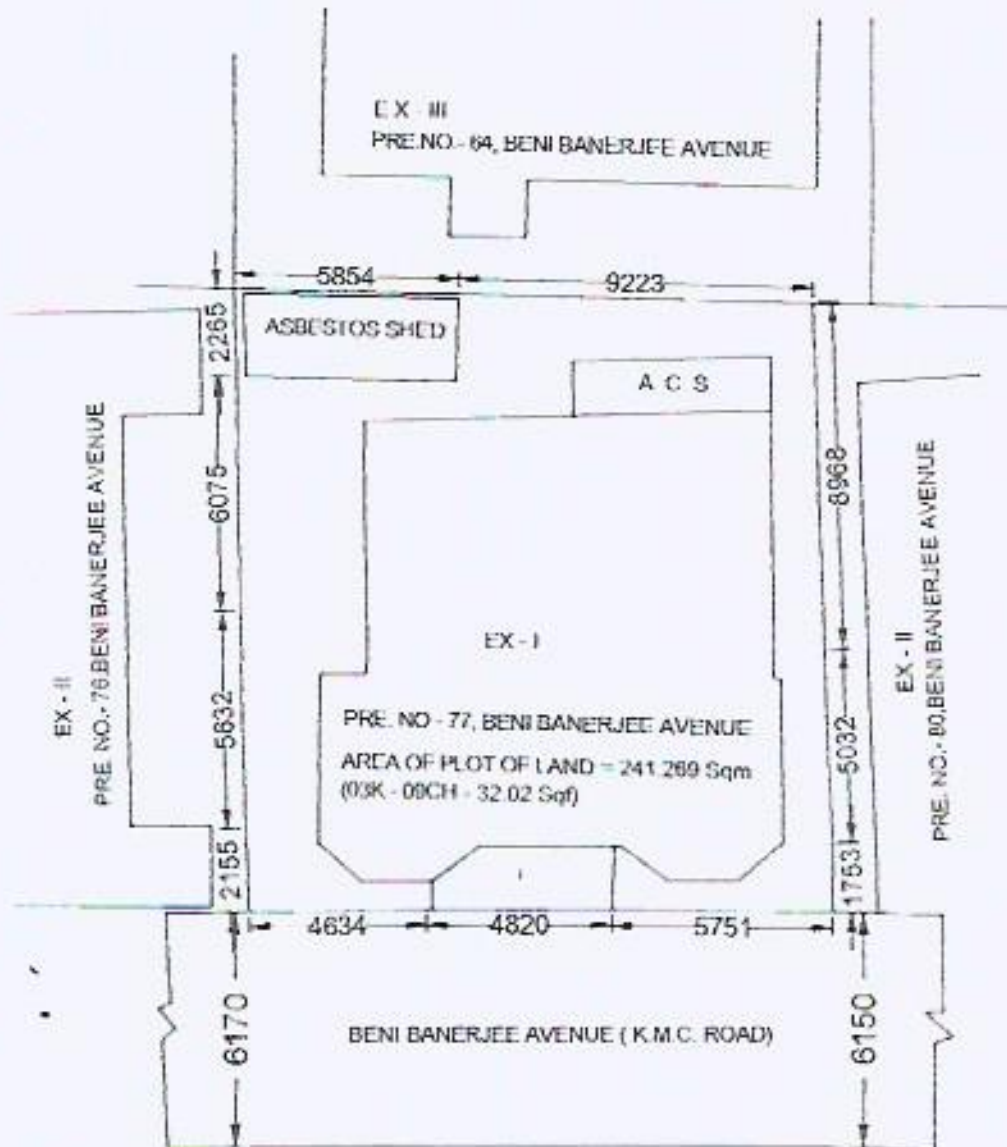 EX - III
PRE.NO.- 64, BENI BANERJEE AVENUE
5854
9223
2265
ASBESTOS SHED
A C S
6075
8968
EX - II
PRE. NO.- 76,BENI BANERJEE AVENUE
EX - II
PRE. NO.- 80,BENI BANERJEE AVENUE
EX - I
5832
5032
PRE. NO - 77, BENI BANERJEE AVENUE
AREA OF PLOT OF LAND = 241.269 Sqm
(03K - 09CH - 32.02 Sqf)
2155
1753
4634
4820
5751
6170
6150
BENI BANERJEE AVENUE ( K.M.C. ROAD)